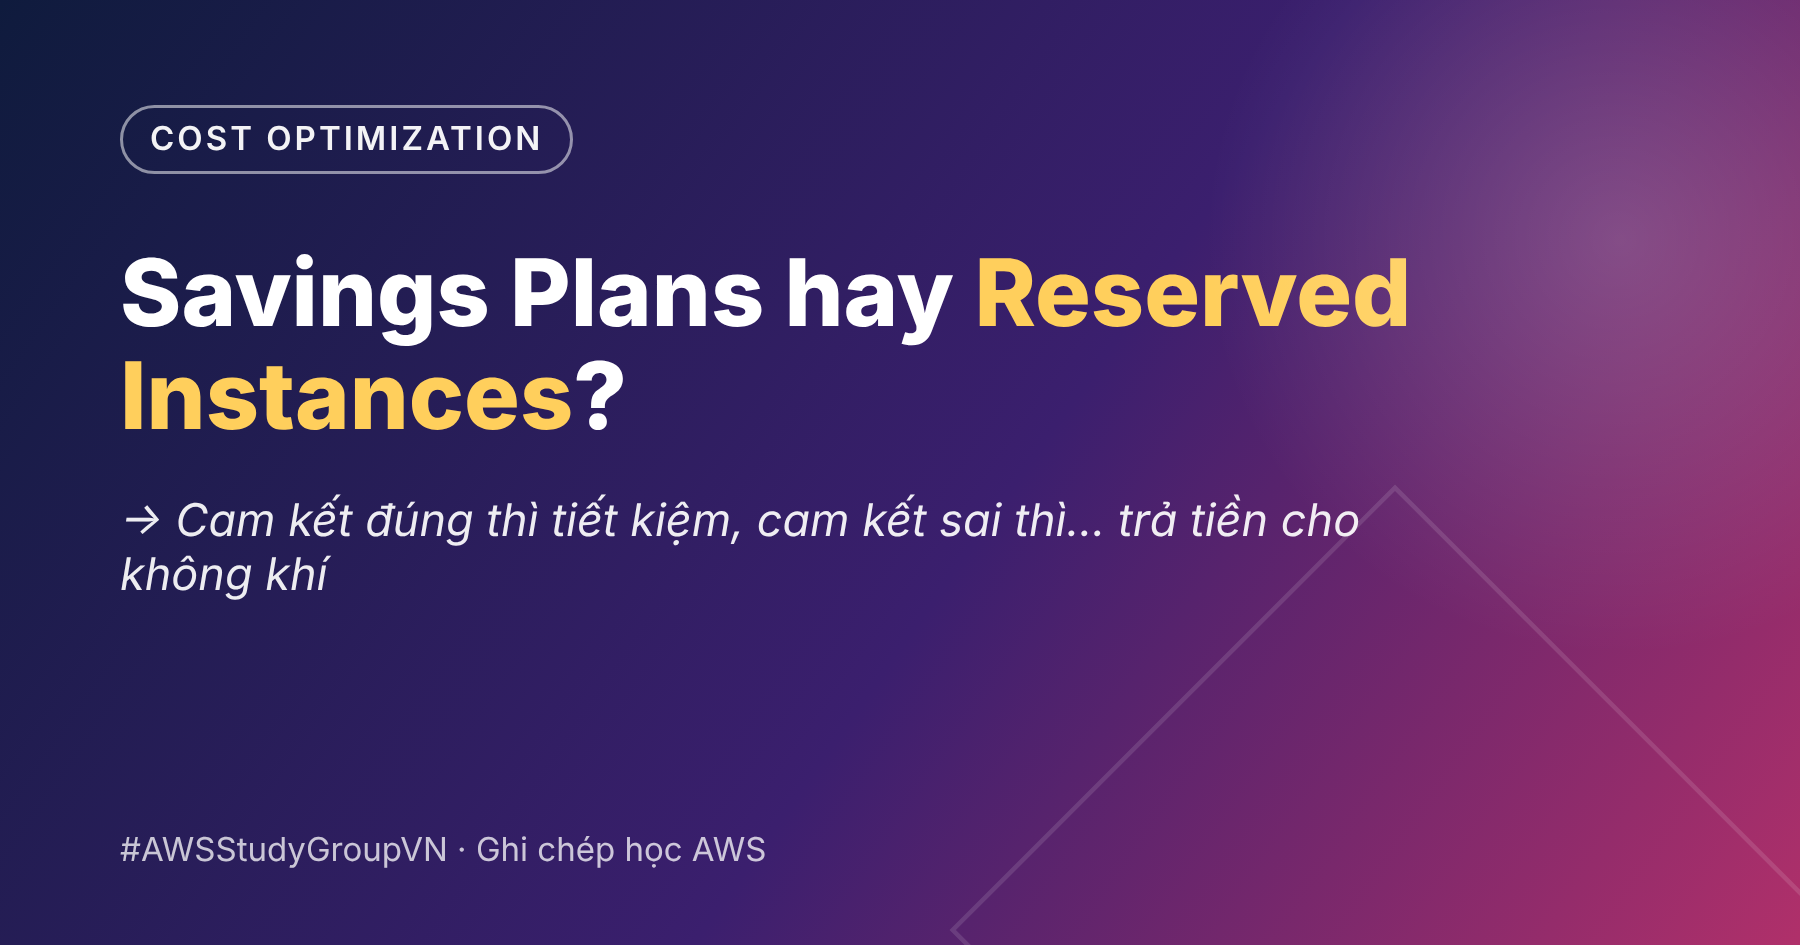 COST OPTIMIZATION
Savings Plans hay Reserved
Instances?
→ Cam kết đúng thì tiết kiệm, cam kết sai thì... trả tiền cho
không khí
#AWSStudyGroupVN · Ghi chép học AWS